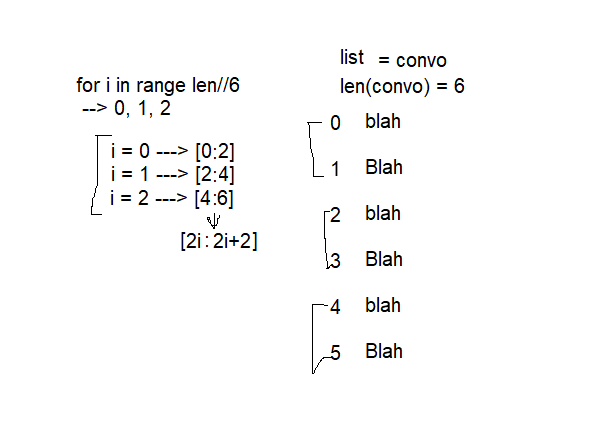 for i in range len//6
--> 0, 1, 2
i = 0 ---> [0:2]
i = 1 ---> [2:4]
i = 2 ---> [4:6]
[2i:2i+2]
list = convo
len(convo) = 6
0 blah
1 Blah
2 blah
3 Blah
4 blah
5 Blah